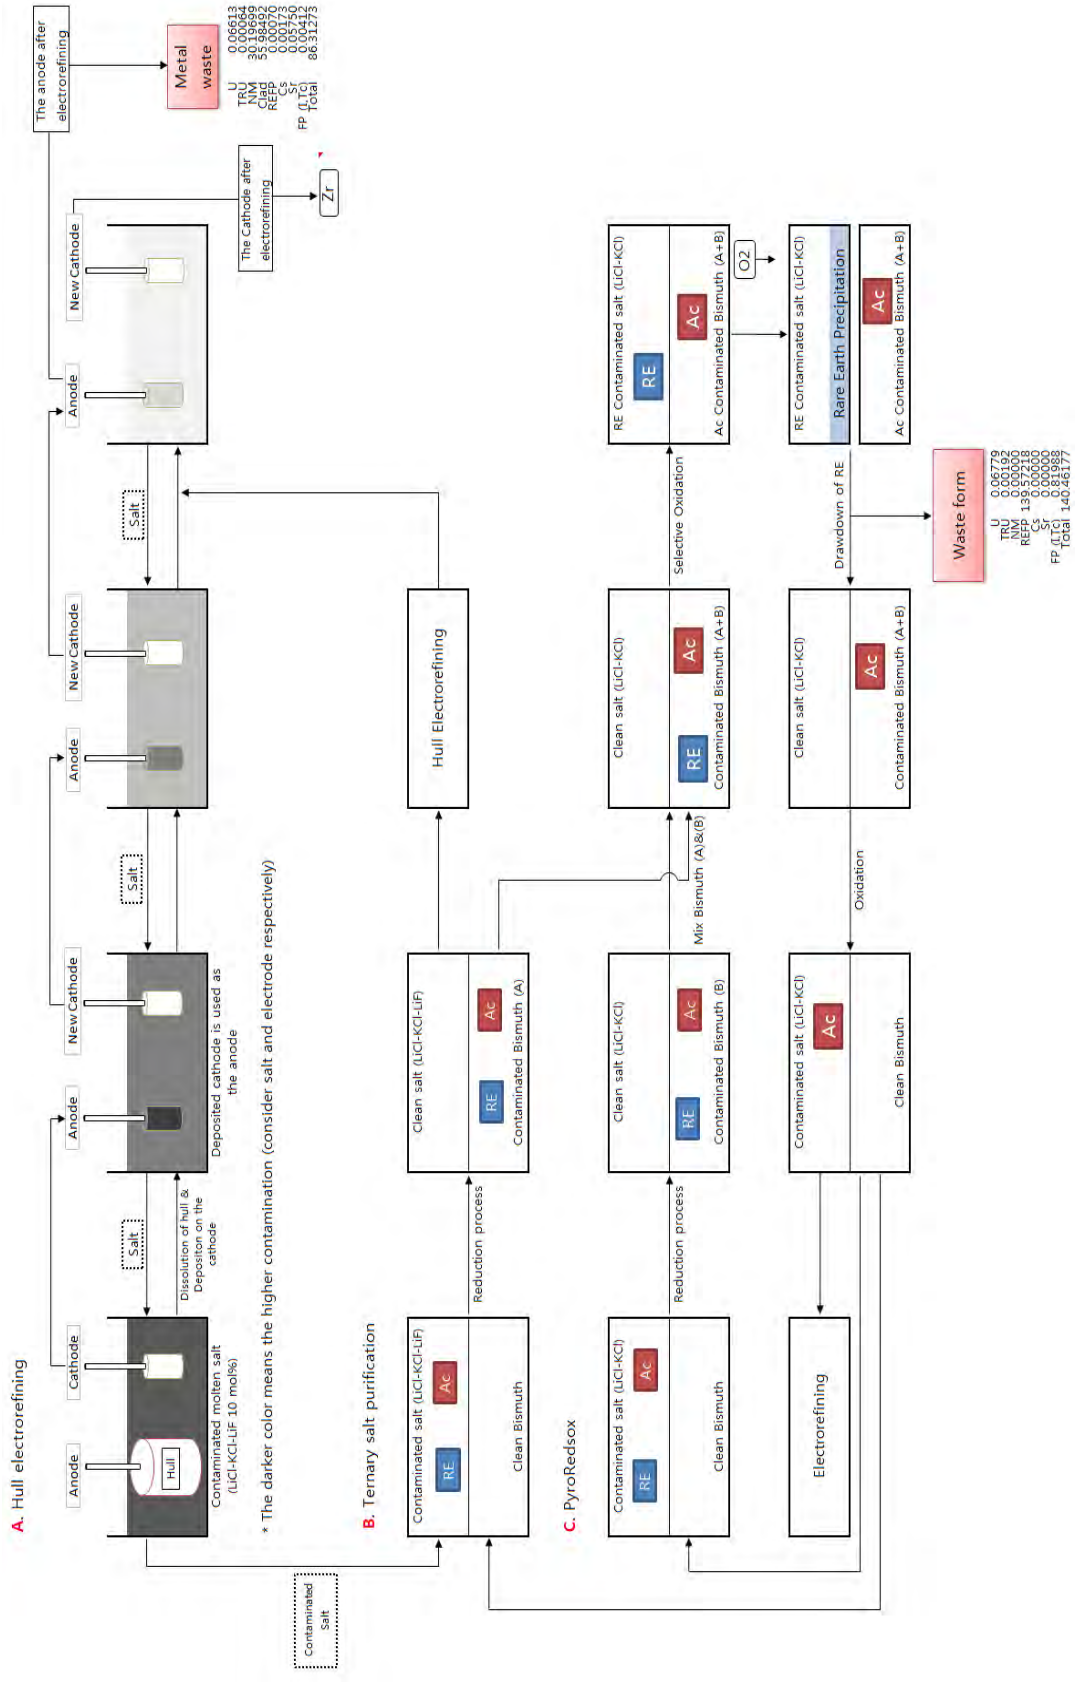 A. Hull electrorefining
Anode
Cathode
Anode
New Cathode
Anode
New Cathode
Anode
New Cathode
The anode after
electrorefining
Hull
Salt
Salt
Salt
Dissolution of hull &
Depositon on the
cathode
Contaminated molten salt
(LiCl-KCl-LiF 10 mol%)
Deposited cathode is used as
the anode
The Cathode after
electrorefining
Zr
Metal
waste
U 0.06613
TRU 0.00064
NM 30.19699
Clad 55.98492
REFP 0.00070
Cs 0.00173
Sr 0.05750
FP (I,Tc) 0.00412
Total 86.31273
* The darker color means the higher contamination (consider salt and electrode respectively)
Contaminated
Salt
B. Ternary salt purification
Contaminated salt (LiCl-KCl-LiF)
RE
Ac
Clean Bismuth
Reduction process
Clean salt (LiCl-KCl-LiF)
RE
Ac
Contaminated Bismuth (A)
Hull Electrorefining
C. PyroRedsox
Contaminated salt (LiCl-KCl)
RE
Ac
Clean Bismuth
Reduction process
Clean salt (LiCl-KCl)
RE
Ac
Contaminated Bismuth (B)
Mix Bismuth (A)&(B)
Clean salt (LiCl-KCl)
RE
Ac
Contaminated Bismuth (A+B)
Selective Oxidation
RE Contaminated salt (LiCl-KCl)
RE
Ac
Ac Contaminated Bismuth (A+B)
O2
Electrorefining
Contaminated salt (LiCl-KCl)
Ac
Clean Bismuth
Oxidation
Clean salt (LiCl-KCl)
Ac
Contaminated Bismuth (A+B)
Drawdown of RE
RE Contaminated salt (LiCl-KCl)
Rare Earth Precipitation
Ac
Ac Contaminated Bismuth (A+B)
Waste form
U 0.06779
TRU 0.00192
NM 0.00000
REFP 139.57218
Cs 0.00000
Sr 0.00000
FP (I,Tc) 0.81988
Total 140.46177